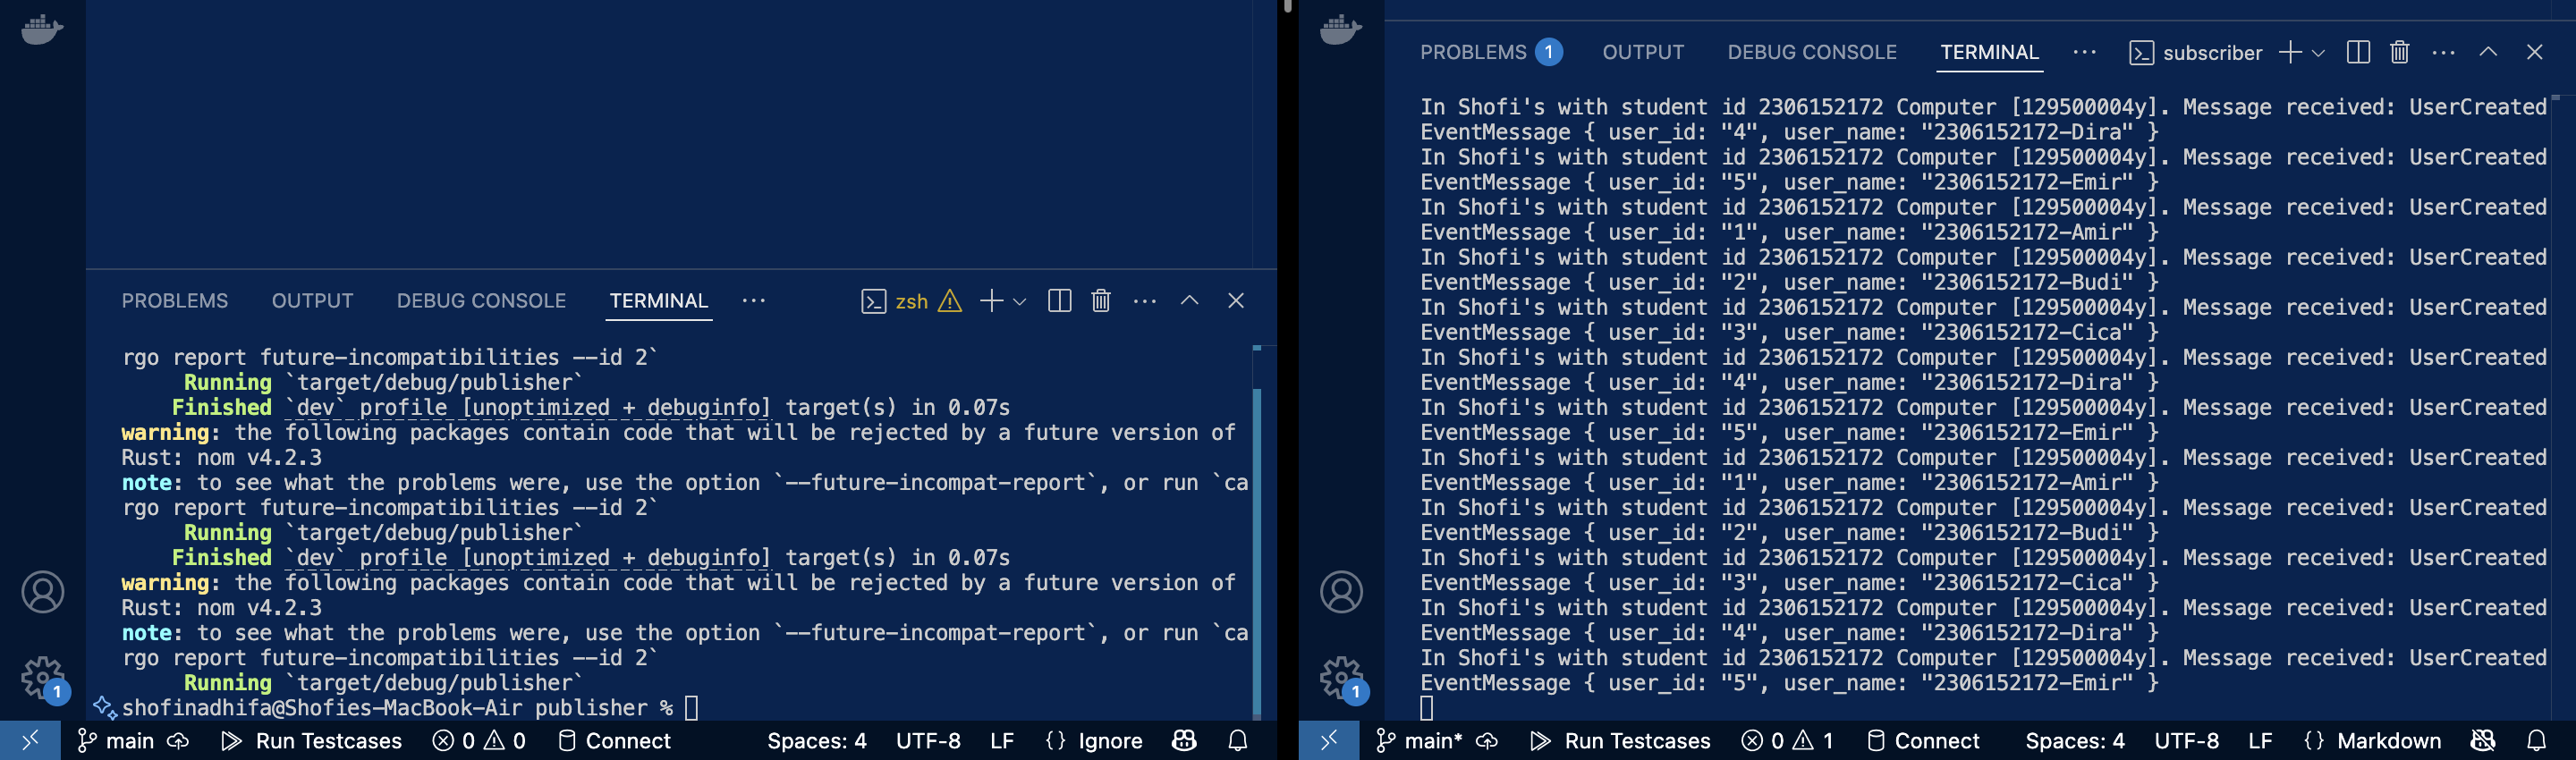 PROBLEMS OUTPUT DEBUG CONSOLE TERMINAL ··· zsh
rgo report future-incompatibilities --id 2`
Running `target/debug/publisher`
Finished `dev` profile [unoptimized + debuginfo] target(s) in 0.07s
warning: the following packages contain code that will be rejected by a future version of
Rust: nom v4.2.3
note: to see what the problems were, use the option `--future-incompat-report`, or run `ca
rgo report future-incompatibilities --id 2`
Running `target/debug/publisher`
Finished `dev` profile [unoptimized + debuginfo] target(s) in 0.07s
warning: the following packages contain code that will be rejected by a future version of
Rust: nom v4.2.3
note: to see what the problems were, use the option `--future-incompat-report`, or run `ca
rgo report future-incompatibilities --id 2`
Running `target/debug/publisher`
shofinadhifa@Shofies-MacBook-Air publisher %
1
main Run Testcases 0 0 Connect Spaces: 4 UTF-8 LF {} Ignore
PROBLEMS 1 OUTPUT DEBUG CONSOLE TERMINAL ··· subscriber
In Shofi's with student id 2306152172 Computer [129500004y]. Message received: UserCreated
EventMessage { user_id: "4", user_name: "2306152172-Dira" }
In Shofi's with student id 2306152172 Computer [129500004y]. Message received: UserCreated
EventMessage { user_id: "5", user_name: "2306152172-Emir" }
In Shofi's with student id 2306152172 Computer [129500004y]. Message received: UserCreated
EventMessage { user_id: "1", user_name: "2306152172-Amir" }
In Shofi's with student id 2306152172 Computer [129500004y]. Message received: UserCreated
EventMessage { user_id: "2", user_name: "2306152172-Budi" }
In Shofi's with student id 2306152172 Computer [129500004y]. Message received: UserCreated
EventMessage { user_id: "3", user_name: "2306152172-Cica" }
In Shofi's with student id 2306152172 Computer [129500004y]. Message received: UserCreated
EventMessage { user_id: "4", user_name: "2306152172-Dira" }
In Shofi's with student id 2306152172 Computer [129500004y]. Message received: UserCreated
EventMessage { user_id: "5", user_name: "2306152172-Emir" }
In Shofi's with student id 2306152172 Computer [129500004y]. Message received: UserCreated
EventMessage { user_id: "1", user_name: "2306152172-Amir" }
In Shofi's with student id 2306152172 Computer [129500004y]. Message received: UserCreated
EventMessage { user_id: "2", user_name: "2306152172-Budi" }
In Shofi's with student id 2306152172 Computer [129500004y]. Message received: UserCreated
EventMessage { user_id: "3", user_name: "2306152172-Cica" }
In Shofi's with student id 2306152172 Computer [129500004y]. Message received: UserCreated
EventMessage { user_id: "4", user_name: "2306152172-Dira" }
In Shofi's with student id 2306152172 Computer [129500004y]. Message received: UserCreated
EventMessage { user_id: "5", user_name: "2306152172-Emir" }
1
main* Run Testcases 0 1 Connect Spaces: 4 UTF-8 LF {} Markdown